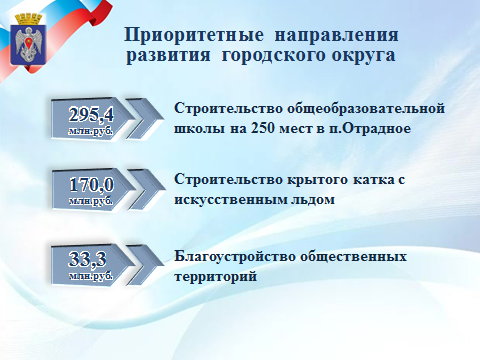 Приоритетные направления
развития городского округа
295,4
млн.руб.
Строительство общеобразовательной
школы на 250 мест в п.Отрадное
170,0
млн.руб.
Строительство крытого катка с
искусственным льдом
33,3
млн.руб.
Благоустройство общественных
территорий